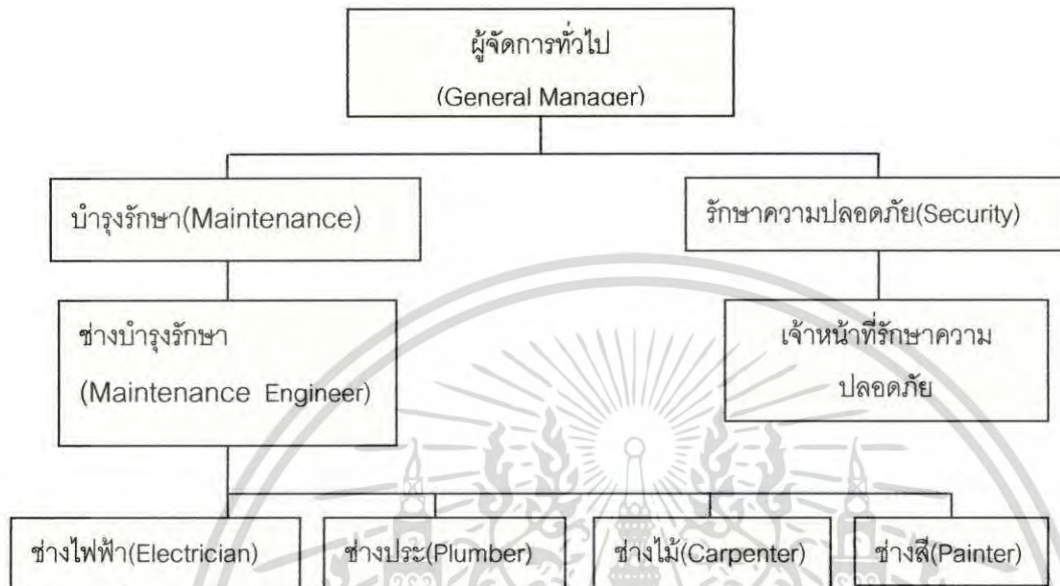 ผู้จัดการทั่วไป
(General Manager)
บำรุงรักษา(Maintenance)
รักษาความปลอดภัย(Security)
ช่างบำรุงรักษา
(Maintenance Engineer)
เจ้าหน้าที่รักษาความ
ปลอดภัย
ช่างไฟฟ้า(Electrician)
ช่างประ(Plumber)
ช่างไม้(Carpenter)
ช่างสี(Painter)